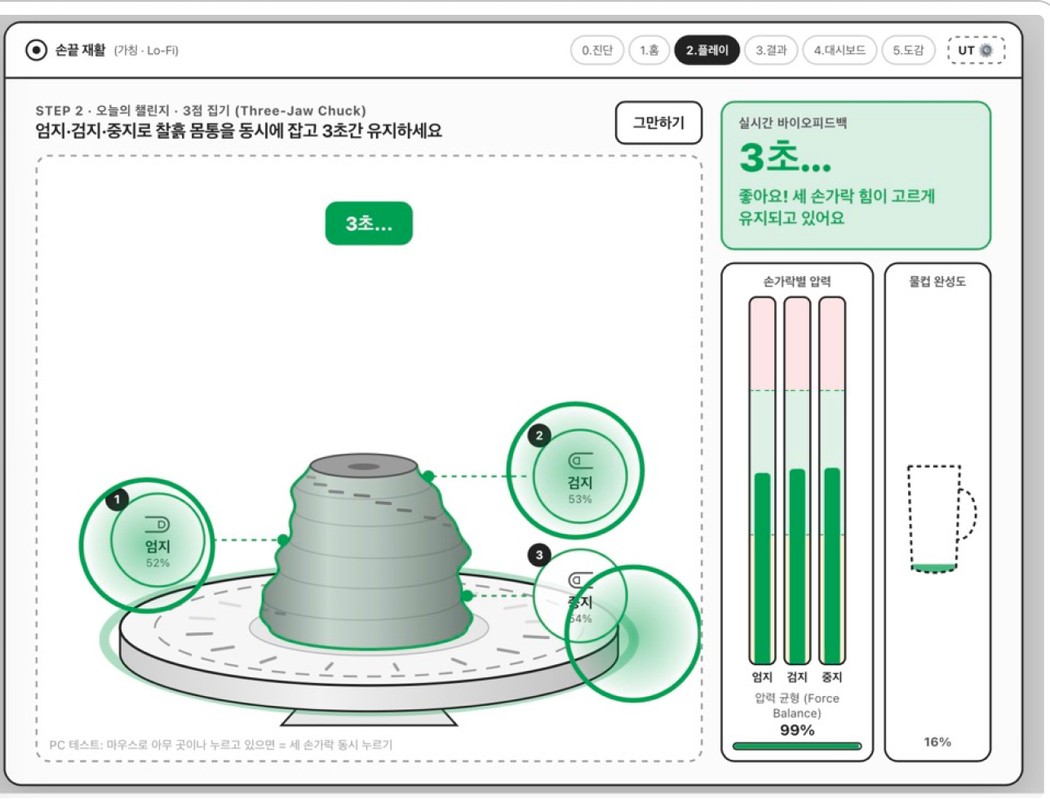 손끝 재활 (가칭 · Lo-Fi)
0.진단
1.홈
2.플레이
3.결과
4.대시보드
5.도감
UT
STEP 2 · 오늘의 챌린지 · 3점 집기 (Three-Jaw Chuck)
엄지·검지·중지로 찰흙 몸통을 동시에 잡고 3초간 유지하세요
그만하기
3초...
1
엄지
52%
2
검지
53%
3
중지
54%
PC 테스트: 마우스로 아무 곳이나 누르고 있으면 = 세 손가락 동시 누르기
실시간 바이오피드백
3초...
좋아요! 세 손가락 힘이 고르게
유지되고 있어요
손가락별 압력
엄지 검지 중지
압력 균형 (Force
Balance)
99%
물컵 완성도
16%